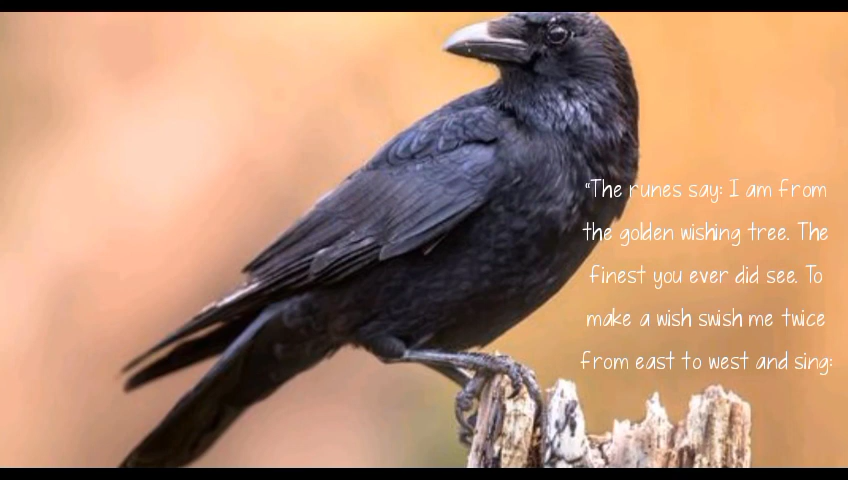 "The runes say: I am from
the golden wishing tree. The
finest you ever did see. To
make a wish swish me twice
from east to west and sing: